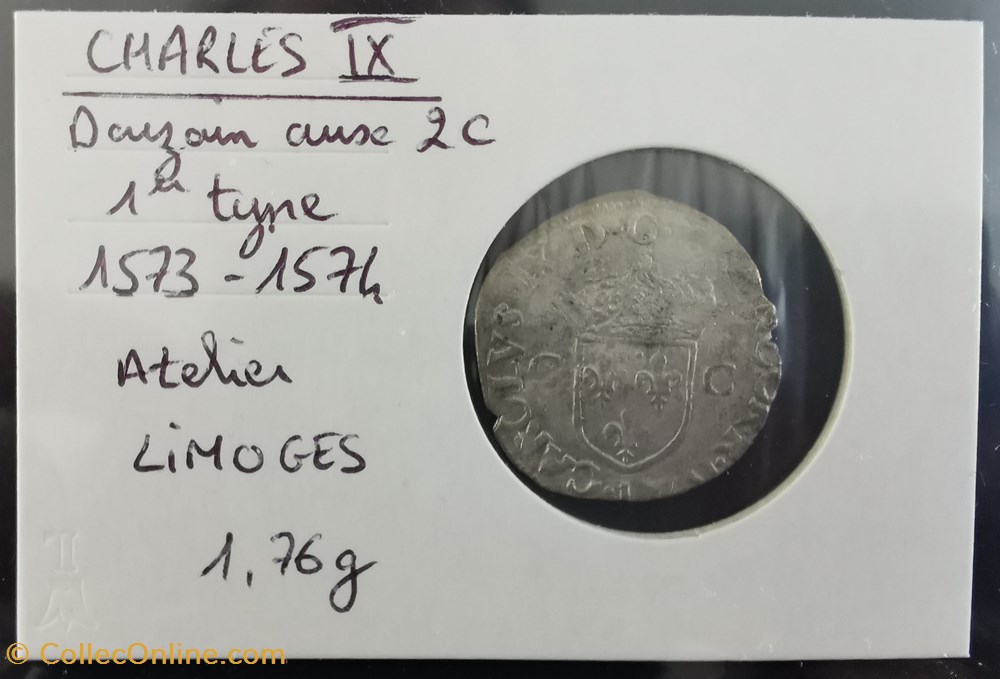 CHARLES IX
Douzain aux 2 C
1er type
1573 - 1574
Atelier
LiMOGES
1,76g
CAROLVS
D·G
C C
© CollecOnline.com